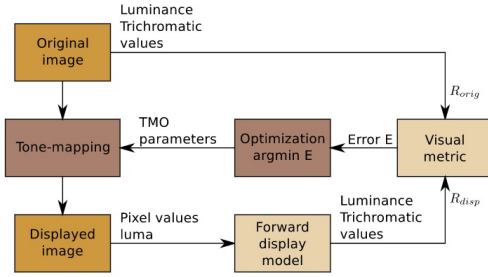 Luminance
Trichromatic
values
Original
image
R_orig
TMO
parameters
Tone-mapping
Optimization
argmin E
Error E
Visual
metric
R_disp
Luminance
Trichromatic
values
Pixel values
luma
Displayed
image
Forward
display
model